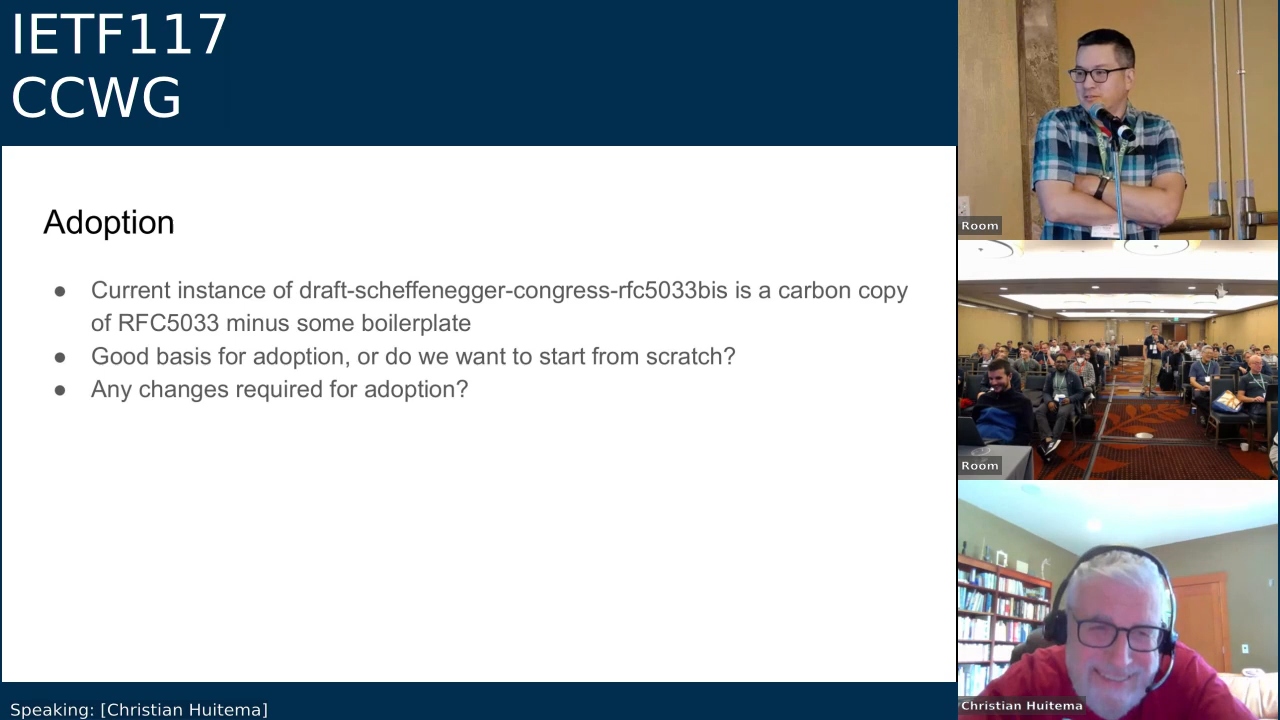 IETF117
CCWG
Adoption
● Current instance of draft-scheffenegger-congress-rfc5033bis is a carbon copy
of RFC5033 minus some boilerplate
● Good basis for adoption, or do we want to start from scratch?
● Any changes required for adoption?
Room
Room
Christian Huitema
Speaking: [Christian Huitema]